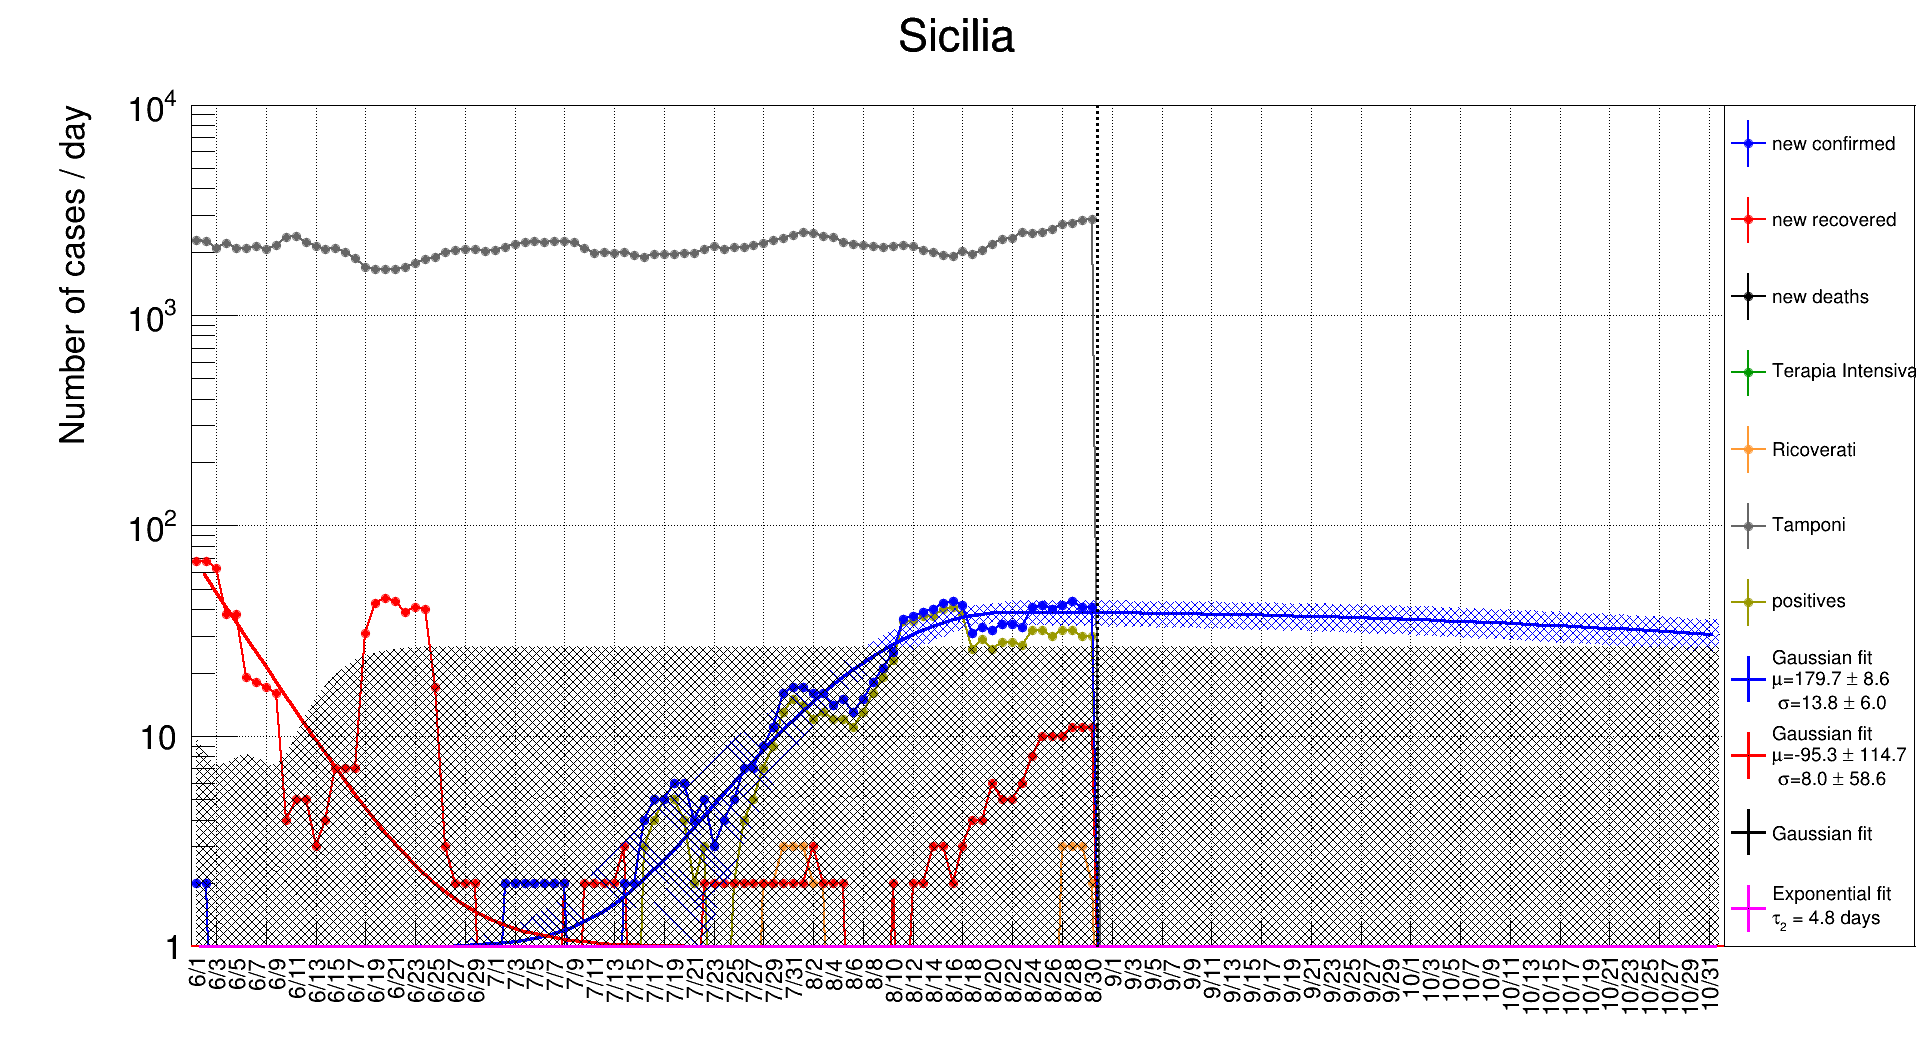 Sicilia
Number of cases / day
10^4
10^3
10^2
10
1
6/1 6/3 6/5 6/7 6/9 6/11 6/13 6/15 6/17 6/19 6/21 6/23 6/25 6/27 6/29 7/1 7/3 7/5 7/7 7/9 7/11 7/13 7/15 7/17 7/19 7/21 7/23 7/25 7/27 7/29 7/31 8/2 8/4 8/6 8/8 8/10 8/12 8/14 8/16 8/18 8/20 8/22 8/24 8/26 8/28 8/30 9/1 9/3 9/5 9/7 9/9 9/11 9/13 9/15 9/17 9/19 9/21 9/23 9/25 9/27 9/29 10/1 10/3 10/5 10/7 10/9 10/11 10/13 10/15 10/17 10/19 10/21 10/23 10/25 10/27 10/29 10/31
new confirmed
new recovered
new deaths
Terapia Intensiva
Ricoverati
Tamponi
positives
Gaussian fit
μ=179.7 ± 8.6
σ=13.8 ± 6.0
Gaussian fit
μ=-95.3 ± 114.7
σ=8.0 ± 58.6
Gaussian fit
Exponential fit
τ₂ = 4.8 days